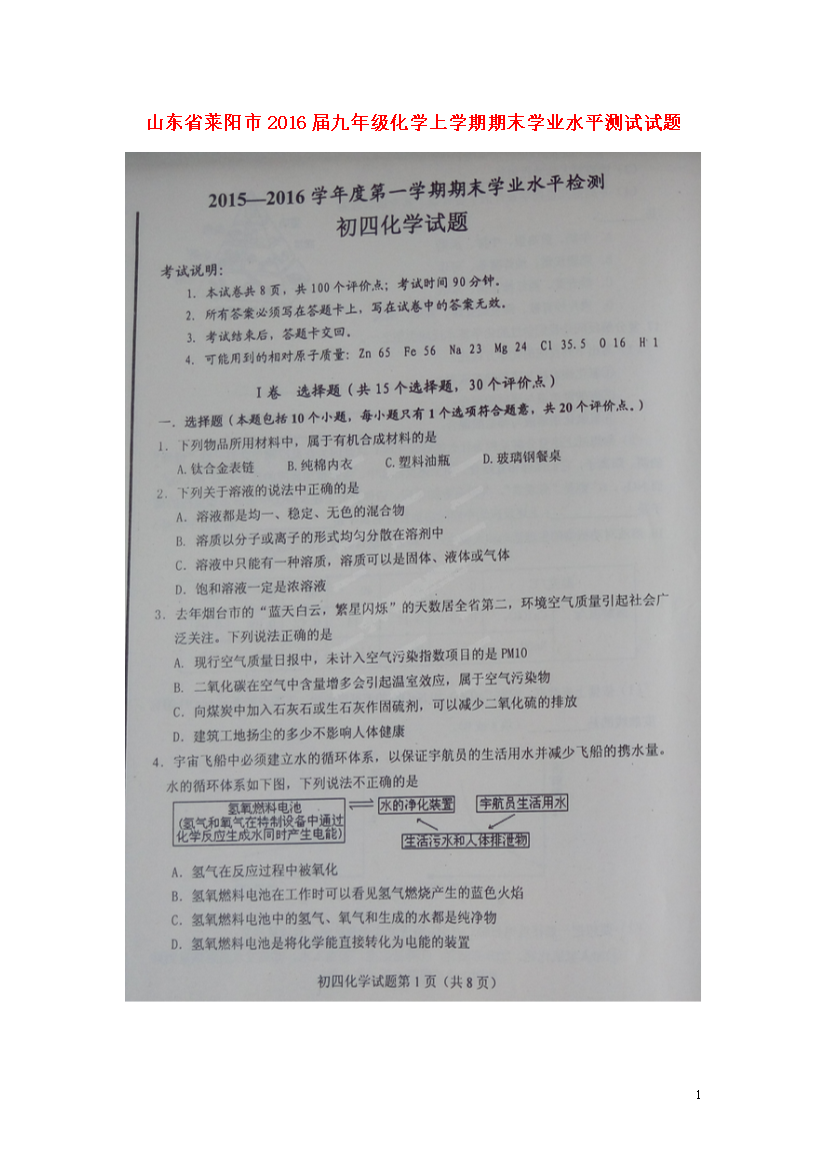 山东省莱阳市2016届九年级化学上学期期末学业水平测试试题
2015—2016学年度第一学期期末学业水平检测
初四化学试题
考试说明：
1. 本试卷共8页，共100个评价点；考试时间90分钟。
2. 所有答案必须写在答题卡上，写在试卷中的答案无效。
3. 考试结束后，答题卡交回。
4. 可能用到的相对原子质量：Zn 65 Fe 56 Na 23 Mg 24 Cl 35.5 O 16 H 1
I卷 选择题（共15个选择题，30个评价点）
一. 选择题（本题包括10个小题，每小题只有1个选项符合题意，共20个评价点。）
1. 下列物品所用材料中，属于有机合成材料的是
A.钛合金表链 B.纯棉内衣 C.塑料油瓶 D.玻璃钢餐桌
2. 下列关于溶液的说法中正确的是
A. 溶液都是均一、稳定、无色的混合物
B. 溶质以分子或离子的形式均匀分散在溶剂中
C. 溶液中只能有一种溶质，溶质可以是固体、液体或气体
D. 饱和溶液一定是浓溶液
3. 去年烟台市的“蓝天白云，繁星闪烁”的天数居全省第二，环境空气质量引起社会广
泛关注。下列说法正确的是
A. 现行空气质量日报中，未计入空气污染指数项目的是PM10
B. 二氧化碳在空气中含量增多会引起温室效应，属于空气污染物
C. 向煤炭中加入石灰石或生石灰作固硫剂，可以减少二氧化硫的排放
D. 建筑工地扬尘的多少不影响人体健康
4. 宇宙飞船中必须建立水的循环体系，以保证宇航员的生活用水并减少飞船的携水量。
水的循环体系如下图，下列说法不正确的是
氢氧燃料电池
(氢气和氧气在特制设备中通过
化学反应生成水同时产生电能)
水的净化装置
宇航员生活用水
生活污水和人体排泄物
A. 氢气在反应过程中被氧化
B. 氢氧燃料电池在工作时可以看见氢气燃烧产生的蓝色火焰
C. 氢氧燃料电池中的氢气、氧气和生成的水都是纯净物
D. 氢氧燃料电池是将化学能直接转化为电能的装置
初四化学试题第1页（共8页）
1